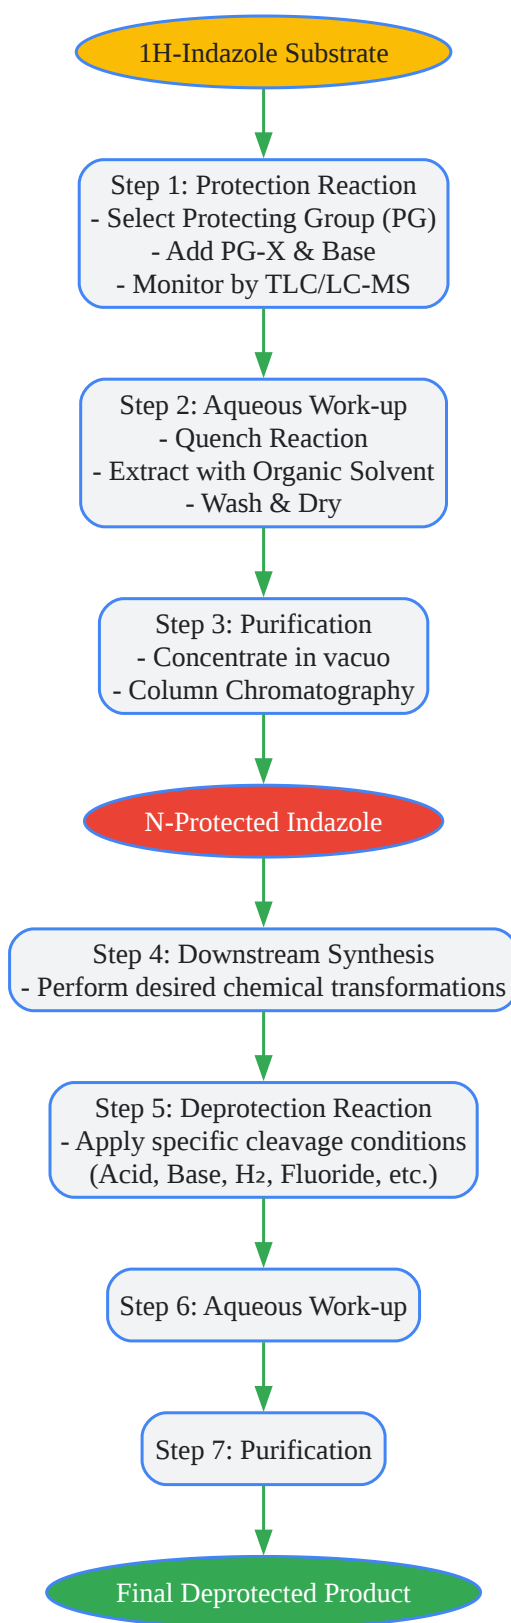 1H-Indazole Substrate
Step 1: Protection Reaction
- Select Protecting Group (PG)
- Add PG-X & Base
- Monitor by TLC/LC-MS
Step 2: Aqueous Work-up
- Quench Reaction
- Extract with Organic Solvent
- Wash & Dry
Step 3: Purification
- Concentrate in vacuo
- Column Chromatography
N-Protected Indazole
Step 4: Downstream Synthesis
- Perform desired chemical transformations
Step 5: Deprotection Reaction
- Apply specific cleavage conditions
(Acid, Base, H₂, Fluoride, etc.)
Step 6: Aqueous Work-up
Step 7: Purification
Final Deprotected Product